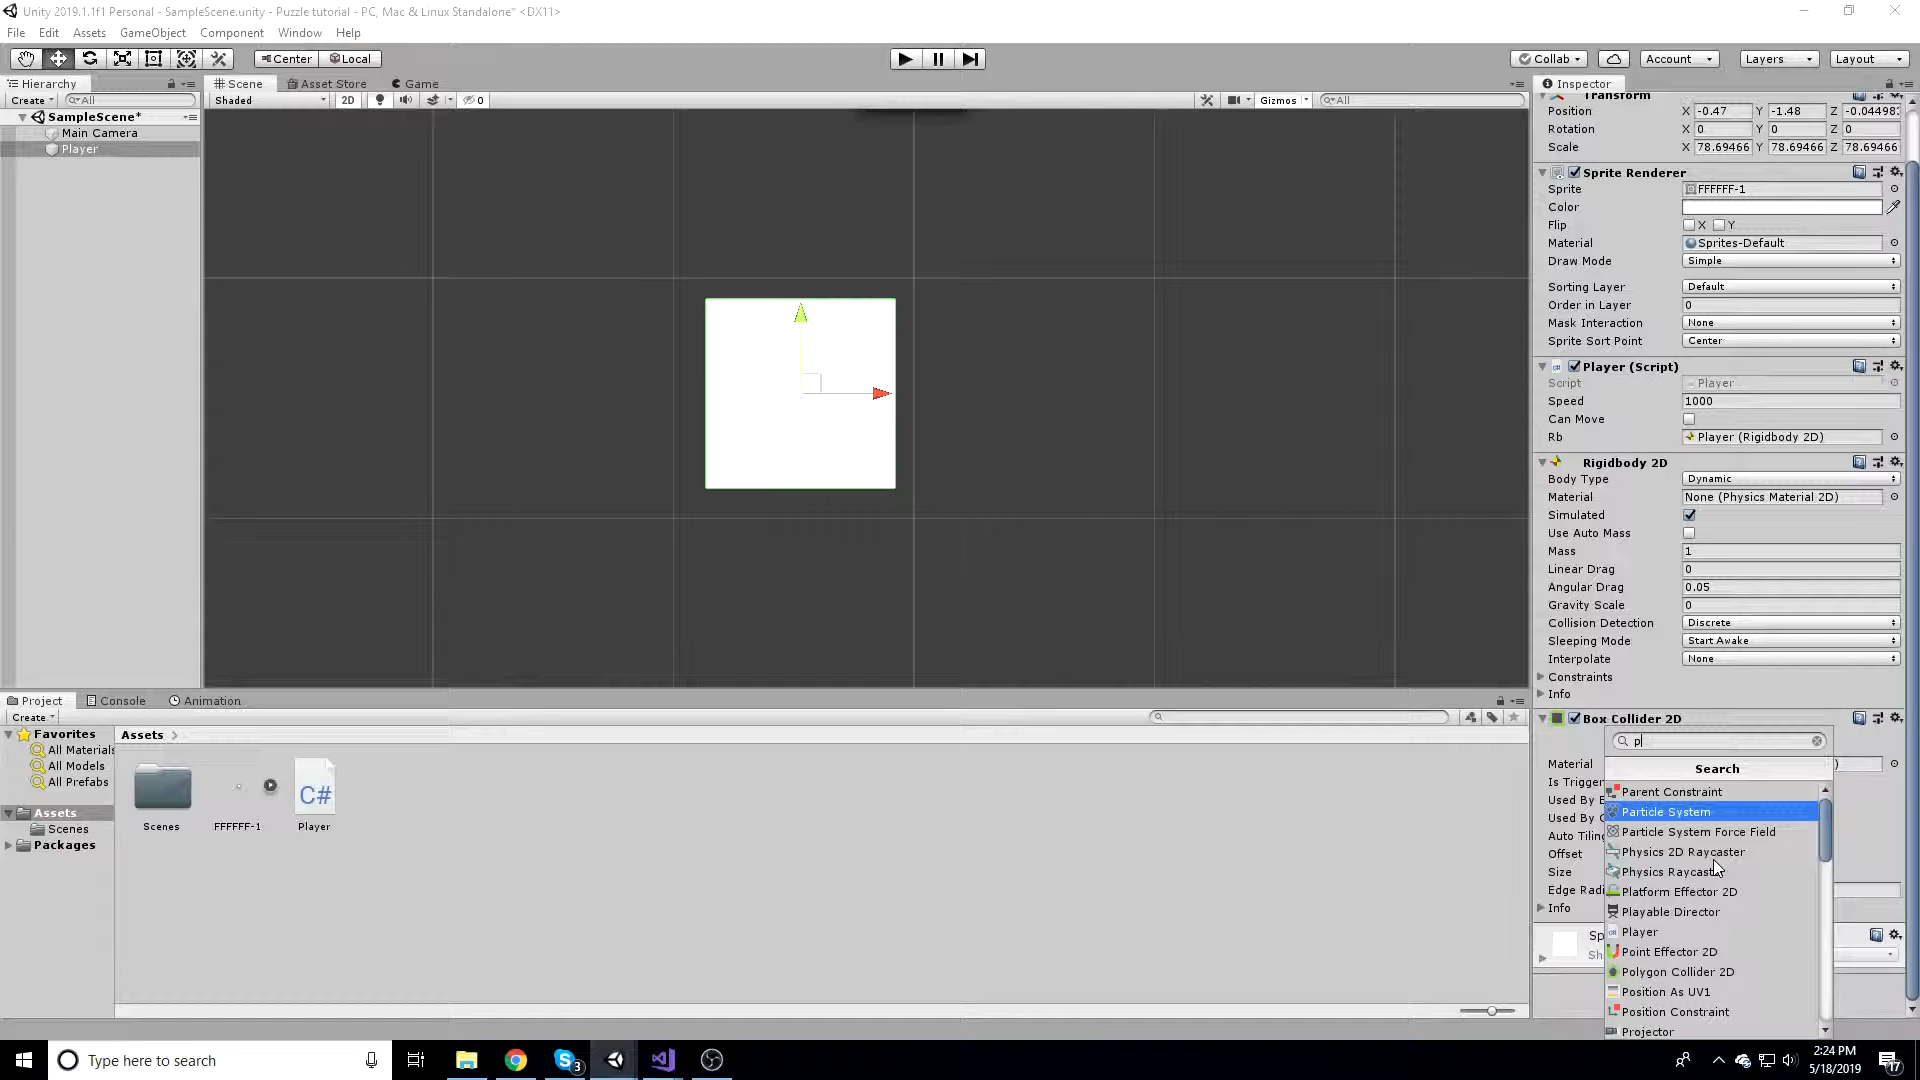 Unity 2019.1.1f1 Personal - SampleScene.unity - Puzzle tutorial - PC, Mac & Linux Standalone* <DX11>
File Edit Assets GameObject Component Window Help
Center Local Collab Account Layers Layout
Hierarchy Scene Asset Store Game Inspector
Create All Shaded 2D 0 Gizmos All
SampleScene*
Main Camera
Player
Transform
Position X -0.47 Y -1.48 Z
Rotation X 0 Y 0 Z 0
Scale X 78.69466 Y 78.69466 Z 78.69466
Sprite Renderer
Sprite FFFFFF-1
Color
Flip X Y
Material Sprites-Default
Draw Mode Simple
Sorting Layer Default
Order in Layer 0
Mask Interaction None
Sprite Sort Point Center
Player (Script)
Script Player
Speed 1000
Can Move
Rb Player (Rigidbody 2D)
Rigidbody 2D
Body Type Dynamic
Material None (Physics Material 2D)
Simulated
Use Auto Mass
Mass 1
Linear Drag 0
Angular Drag 0.05
Gravity Scale 0
Collision Detection Discrete
Sleeping Mode Start Awake
Interpolate None
Constraints
Info
Box Collider 2D
p
Search
Parent Constraint
Particle System
Particle System Force Field
Physics 2D Raycaster
Physics Raycaster
Platform Effector 2D
Playable Director
Player
Point Effector 2D
Polygon Collider 2D
Position As UV1
Position Constraint
Projector
Material
Is Trigger
Used By E
Used By C
Auto Tiling
Offset
Size
Edge Radi
Info
Sp
Sh
Project Console Animation
Create
Favorites
All Materials
All Models
All Prefabs
Assets
Scenes
Packages
Assets
C#
Scenes FFFFFF-1 Player
Type here to search
3
2:24 PM
5/18/2019
17